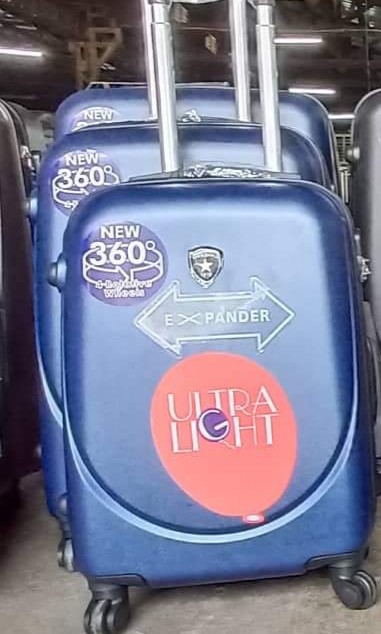 NEW
NEW
360°
NEW
360°
4-Rotative
Wheels
EXPANDER
ULTRA
LIGHT